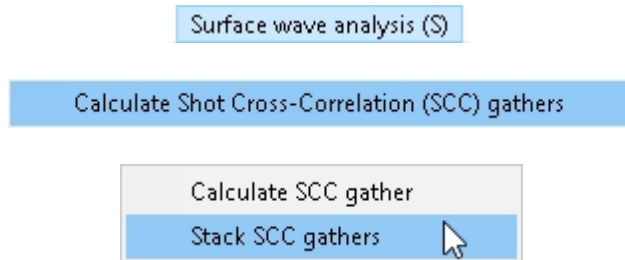 Surface wave analysis (S)
Calculate Shot Cross-Correlation (SCC) gathers
Calculate SCC gather
Stack SCC gathers